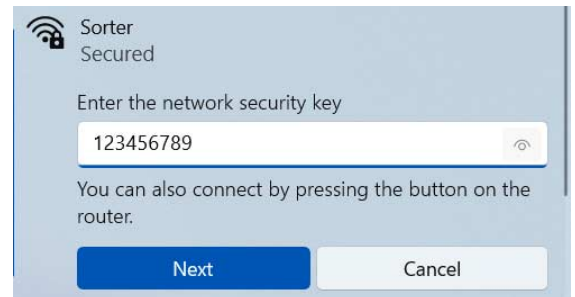 Sorter
Secured
Enter the network security key
123456789
You can also connect by pressing the button on the
router.
Next
Cancel